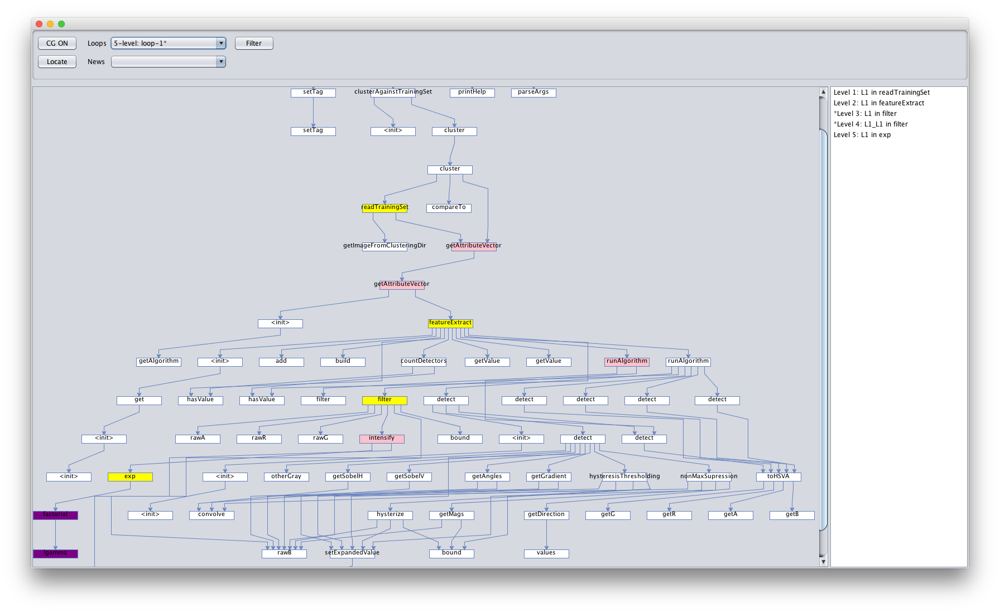 CG ON Loops 5-level: loop-1* Filter
Locate News
setTag clusterAgainstTrainingSet printHelp parseArgs
setTag <init> cluster
cluster
readTrainingSet compareTo
getImageFromClusteringDir getAttributeVector
getAttributeVector
<init> featureExtract
getAlgorithm <init> add build countDetectors getValue getValue runAlgorithm runAlgorithm
get hasValue hasValue filter filter detect detect detect detect detect
<init> rawA rawR rawG intensify bound <init> detect detect
<init> exp <init> otherGray getSobelH getSobelV getAngles getGradient hysteresisThresholding nonMaxSupression toHSVA
factorial <init> convolve hysterize getMags getDirection getG getR getA getB
lgamma rawB setExpandedValue bound values
Level 1: L1 in readTrainingSet
Level 2: L1 in featureExtract
*Level 3: L1 in filter
*Level 4: L1_L1 in filter
Level 5: L1 in exp